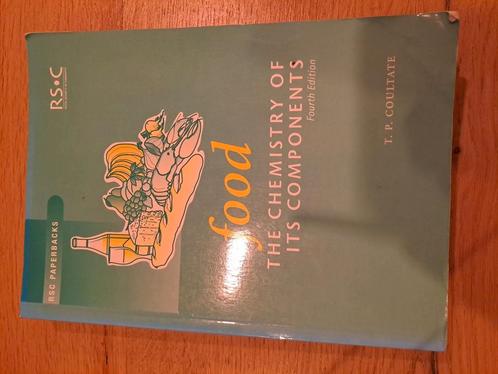 RS•C
RSC PAPERBACKS
food
THE CHEMISTRY OF
ITS COMPONENTS
Fourth Edition
T. P. COULTATE